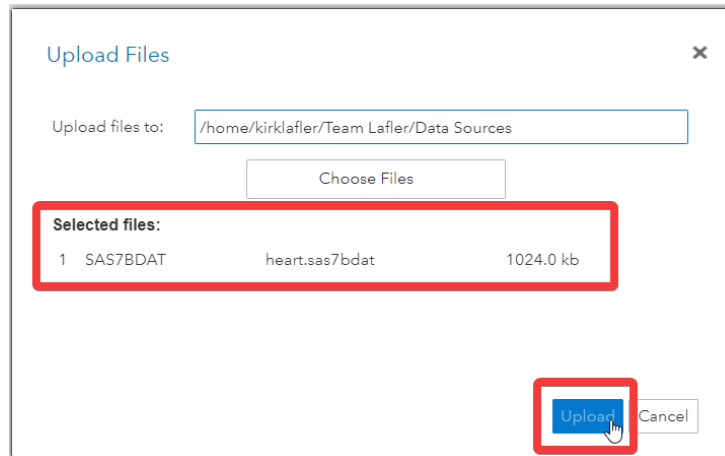 Upload Files
Upload files to: /home/kirklafler/Team Lafler/Data Sources
Choose Files
Selected files:
1 SAS7BDAT heart.sas7bdat 1024.0 kb
Upload Cancel